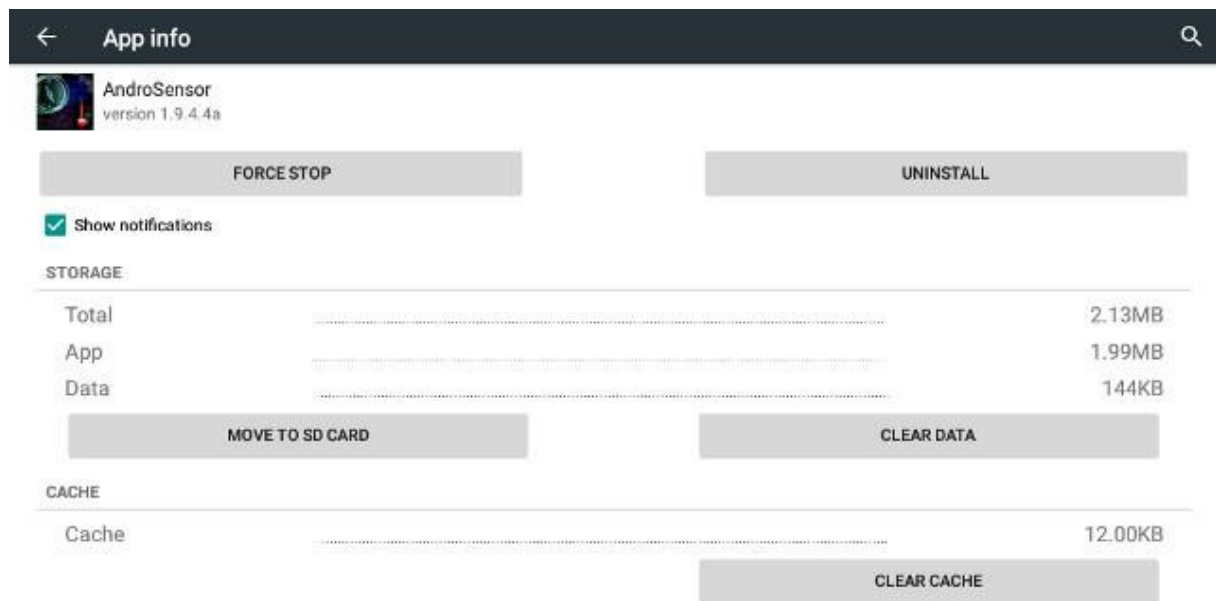 App info
AndroSensor
version 1.9.4.4a
FORCE STOP
UNINSTALL
Show notifications
STORAGE
Total 2.13MB
App 1.99MB
Data 144KB
MOVE TO SD CARD
CLEAR DATA
CACHE
Cache 12.00KB
CLEAR CACHE